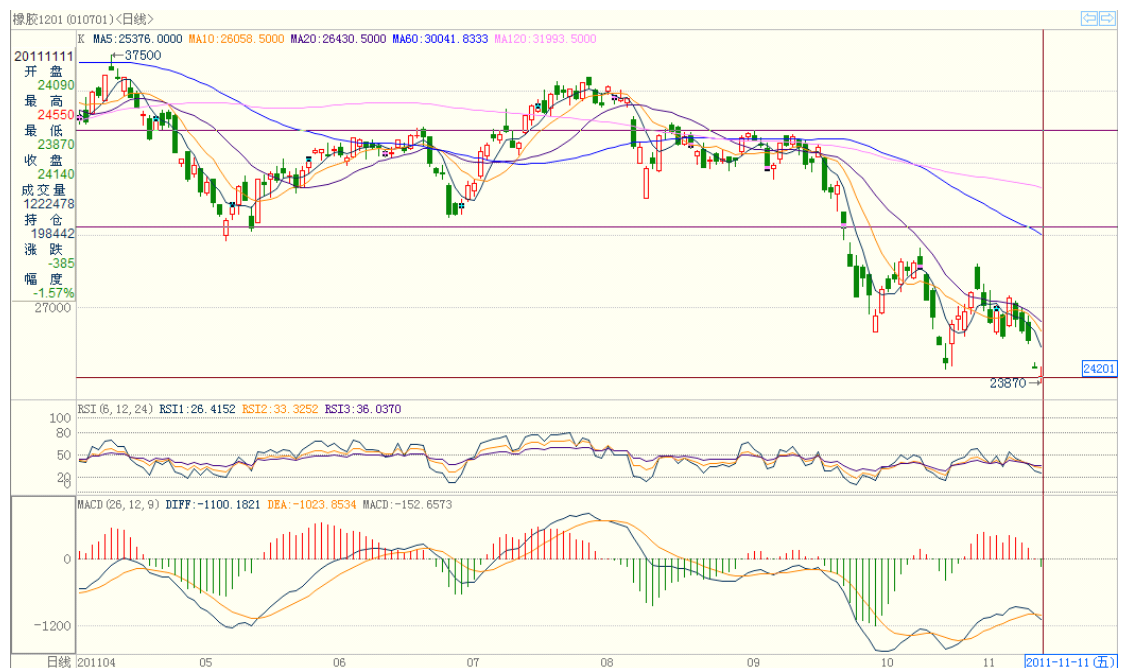 橡胶1201(010701)<日线>
K MA5:25376.0000 MA10:26058.5000 MA20:26430.5000 MA60:30041.8333 MA120:31993.5000
20111111
开 盘
24090
最 高
24550
最 低
23870
收 盘
24140
成交量
1222478
持 仓
198442
涨 跌
-385
幅 度
-1.57%
37500
27000
24201
23870
RSI(6,12,24) RSI1:26.4152 RSI2:33.3252 RSI3:36.0370
100
80
50
20
0
MACD(26,12,9) DIFF:-1100.1821 DEA:-1023.8534 MACD:-152.6573
0
-1200
日线 201104 05 06 07 08 09 10 11 2011-11-11(五)